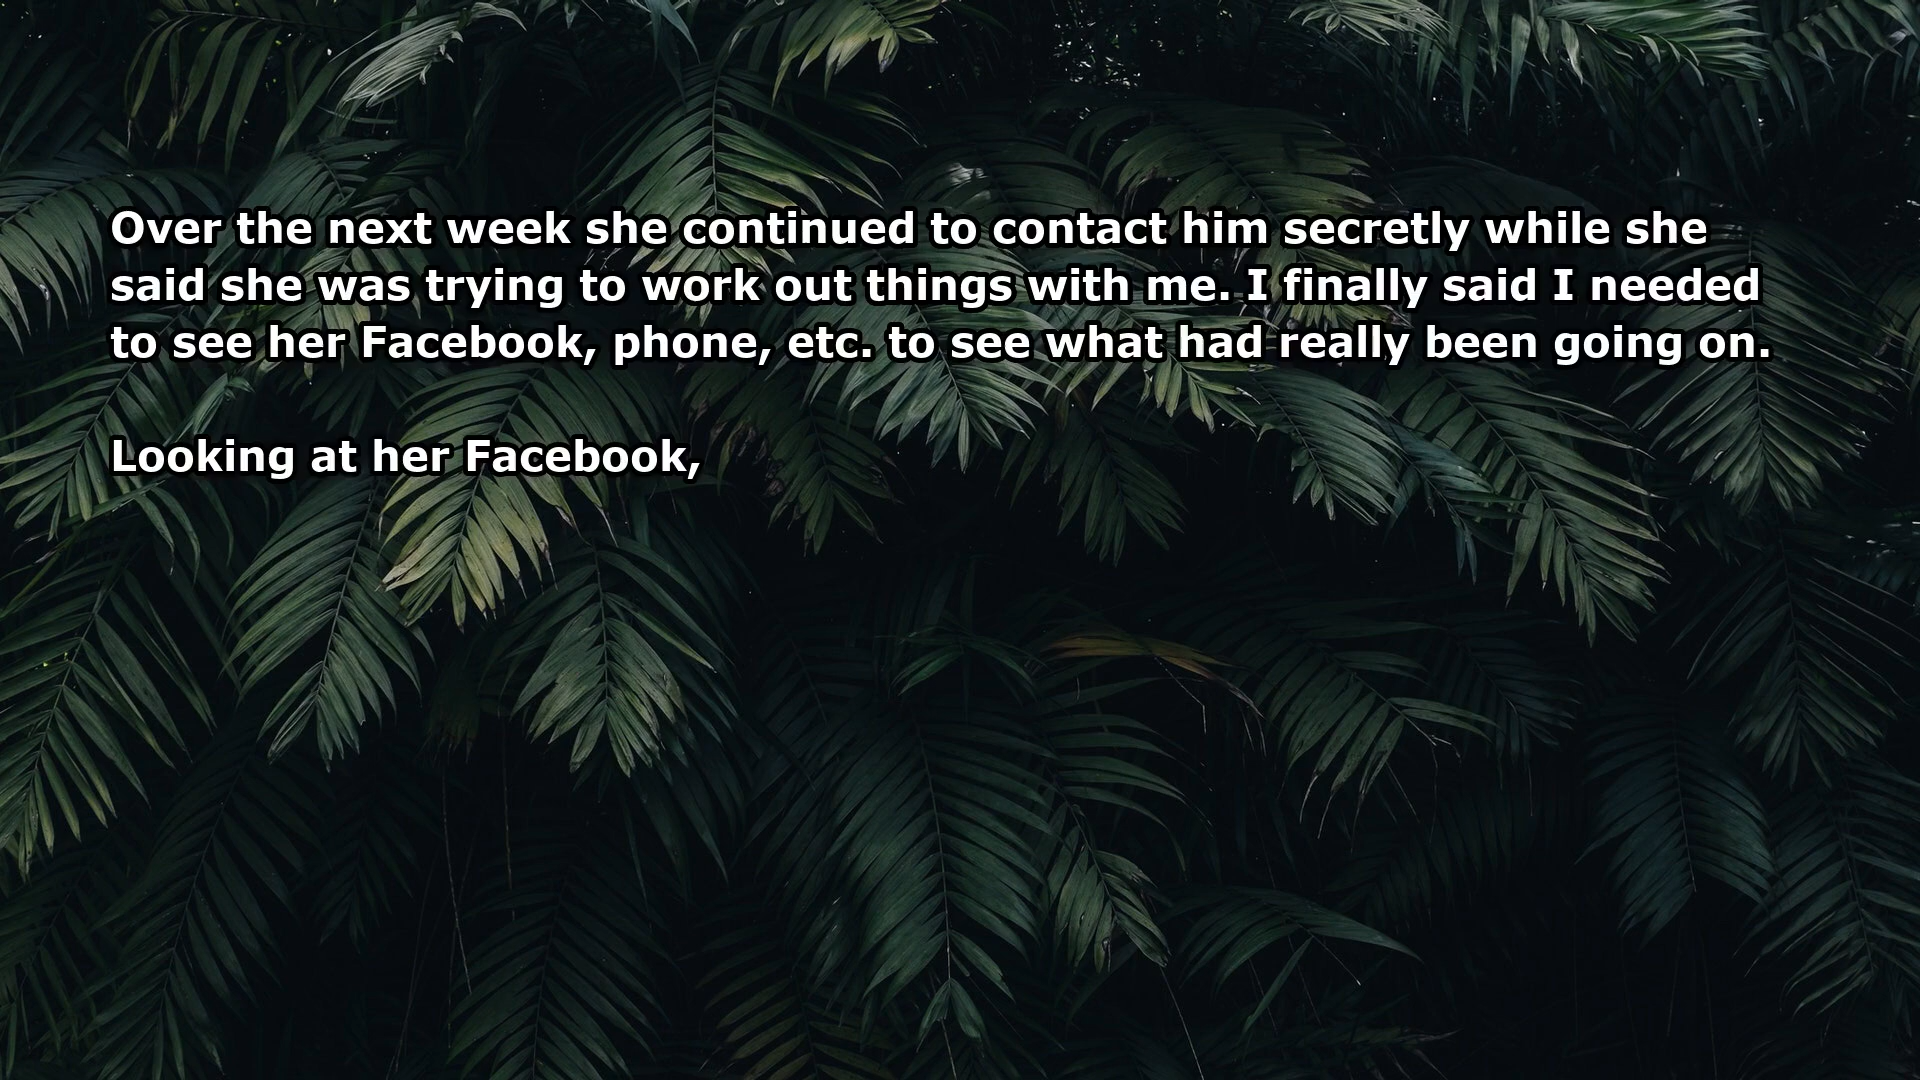 Over the next week she continued to contact him secretly while she
said she was trying to work out things with me. I finally said I needed
to see her Facebook, phone, etc. to see what had really been going on.
Looking at her Facebook,